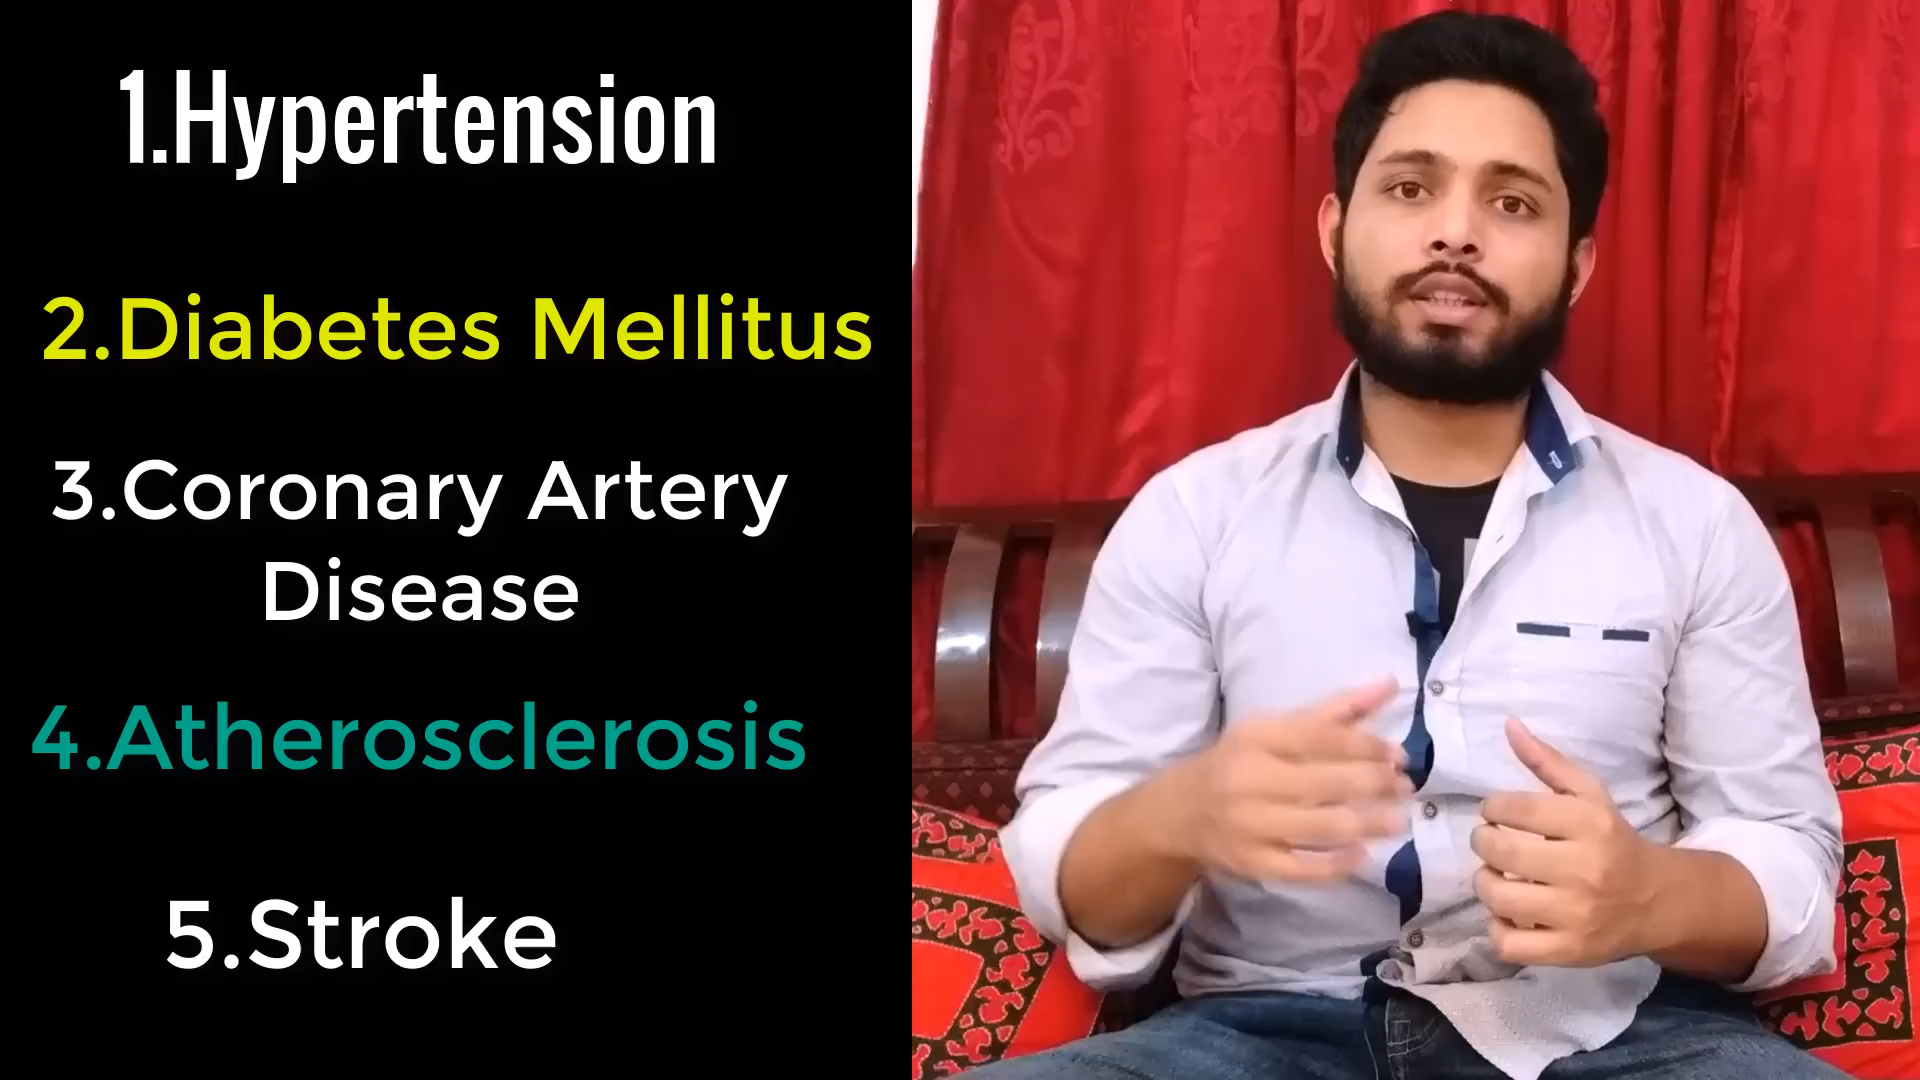 1.Hypertension
2.Diabetes Mellitus
3.Coronary Artery
Disease
4.Atherosclerosis
5.Stroke